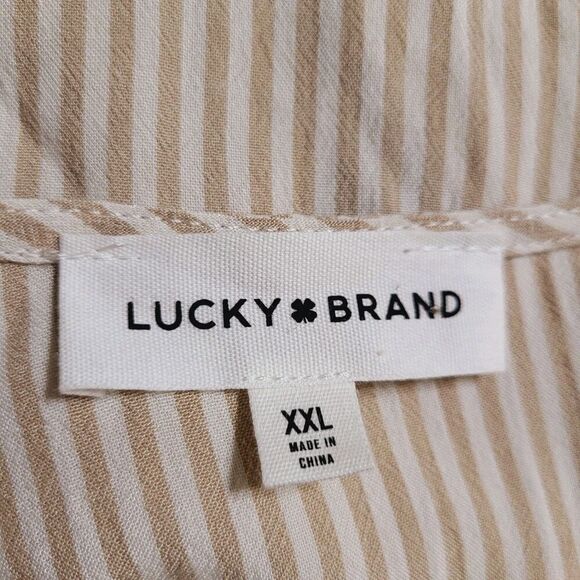 LUCKY BRAND
XXL
MADE IN
CHINA